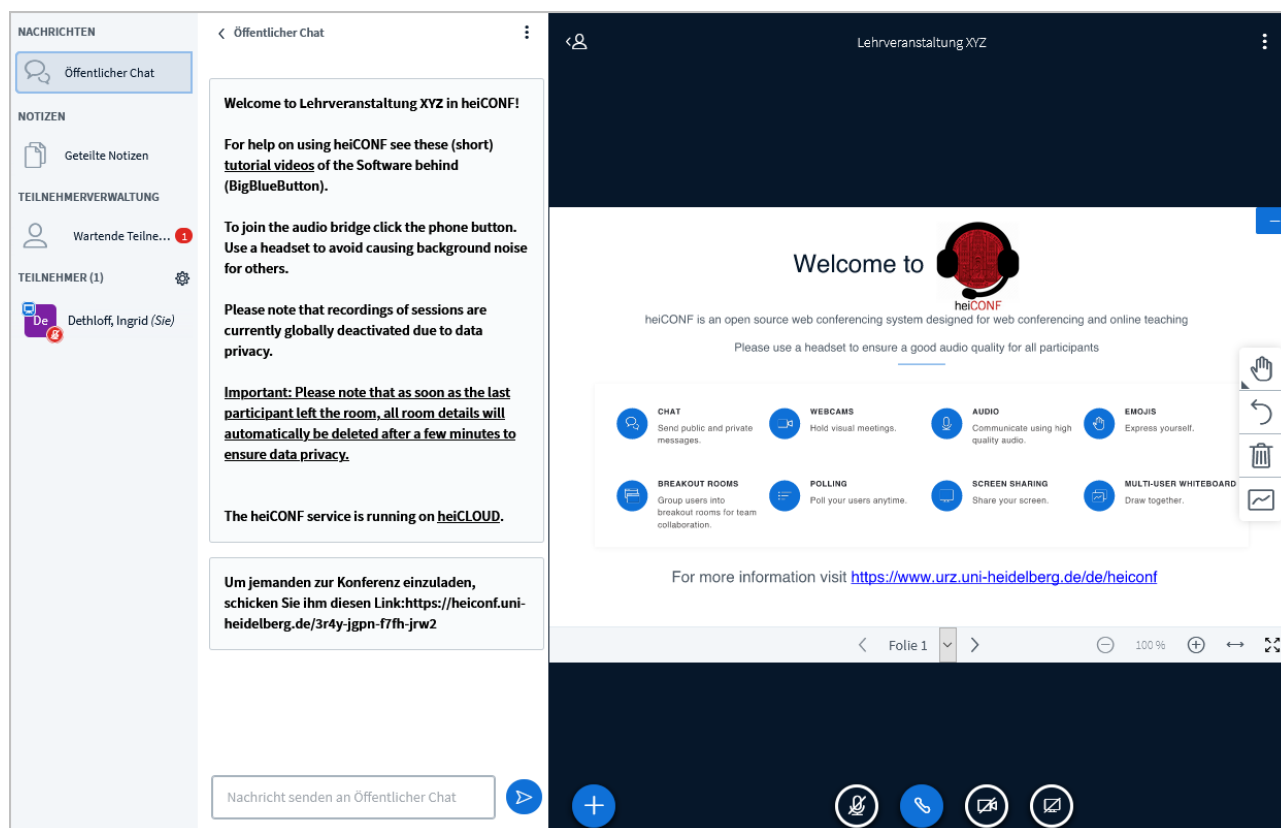 NACHRICHTEN
Öffentlicher Chat
NOTIZEN
Geteilte Notizen
TEILNEHMERVERWALTUNG
Wartende Teilne... 1
TEILNEHMER (1)
De
Dethloff, Ingrid (Sie)
Öffentlicher Chat
Welcome to Lehrveranstaltung XYZ in heiCONF!
For help on using heiCONF see these (short)
tutorial videos of the Software behind
(BigBlueButton).
To join the audio bridge click the phone button.
Use a headset to avoid causing background noise
for others.
Please note that recordings of sessions are
currently globally deactivated due to data
privacy.
Important: Please note that as soon as the last
participant left the room, all room details will
automatically be deleted after a few minutes to
ensure data privacy.
The heiCONF service is running on heiCLOUD.
Um jemanden zur Konferenz einzuladen,
schicken Sie ihm diesen Link:https://heiconf.uni-
heidelberg.de/3r4y-jgpn-f7fh-jrw2
Nachricht senden an Öffentlicher Chat
Lehrveranstaltung XYZ
Welcome to
heiCONF
heiCONF is an open source web conferencing system designed for web conferencing and online teaching
Please use a headset to ensure a good audio quality for all participants
CHAT
Send public and private
messages.
WEBCAMS
Hold visual meetings.
AUDIO
Communicate using high
quality audio.
EMOJIS
Express yourself.
BREAKOUT ROOMS
Group users into
breakout rooms for team
collaboration.
POLLING
Poll your users anytime.
SCREEN SHARING
Share your screen.
MULTI-USER WHITEBOARD
Draw together.
For more information visit https://www.urz.uni-heidelberg.de/de/heiconf
Folie 1
100 %